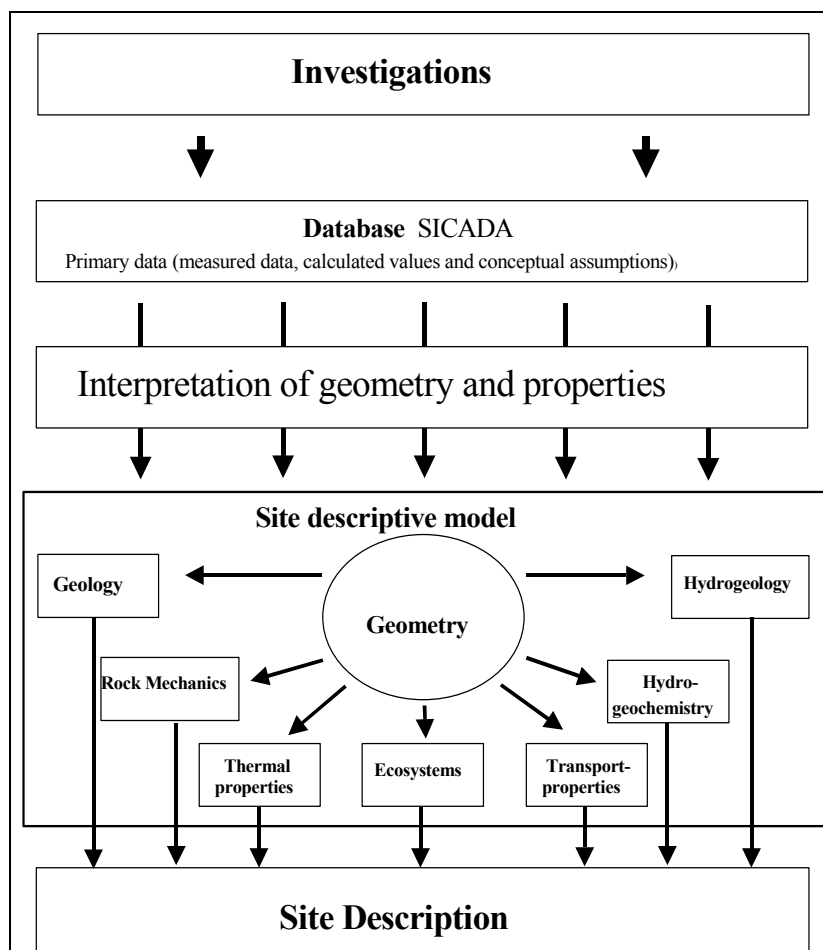 Investigations
Database SICADA
Primary data (measured data, calculated values and conceptual assumptions))
Interpretation of geometry and properties
Site descriptive model
Geology
Geometry
Hydrogeology
Rock Mechanics
Hydro-
geochemistry
Thermal
properties
Ecosystems
Transport-
properties
Site Description